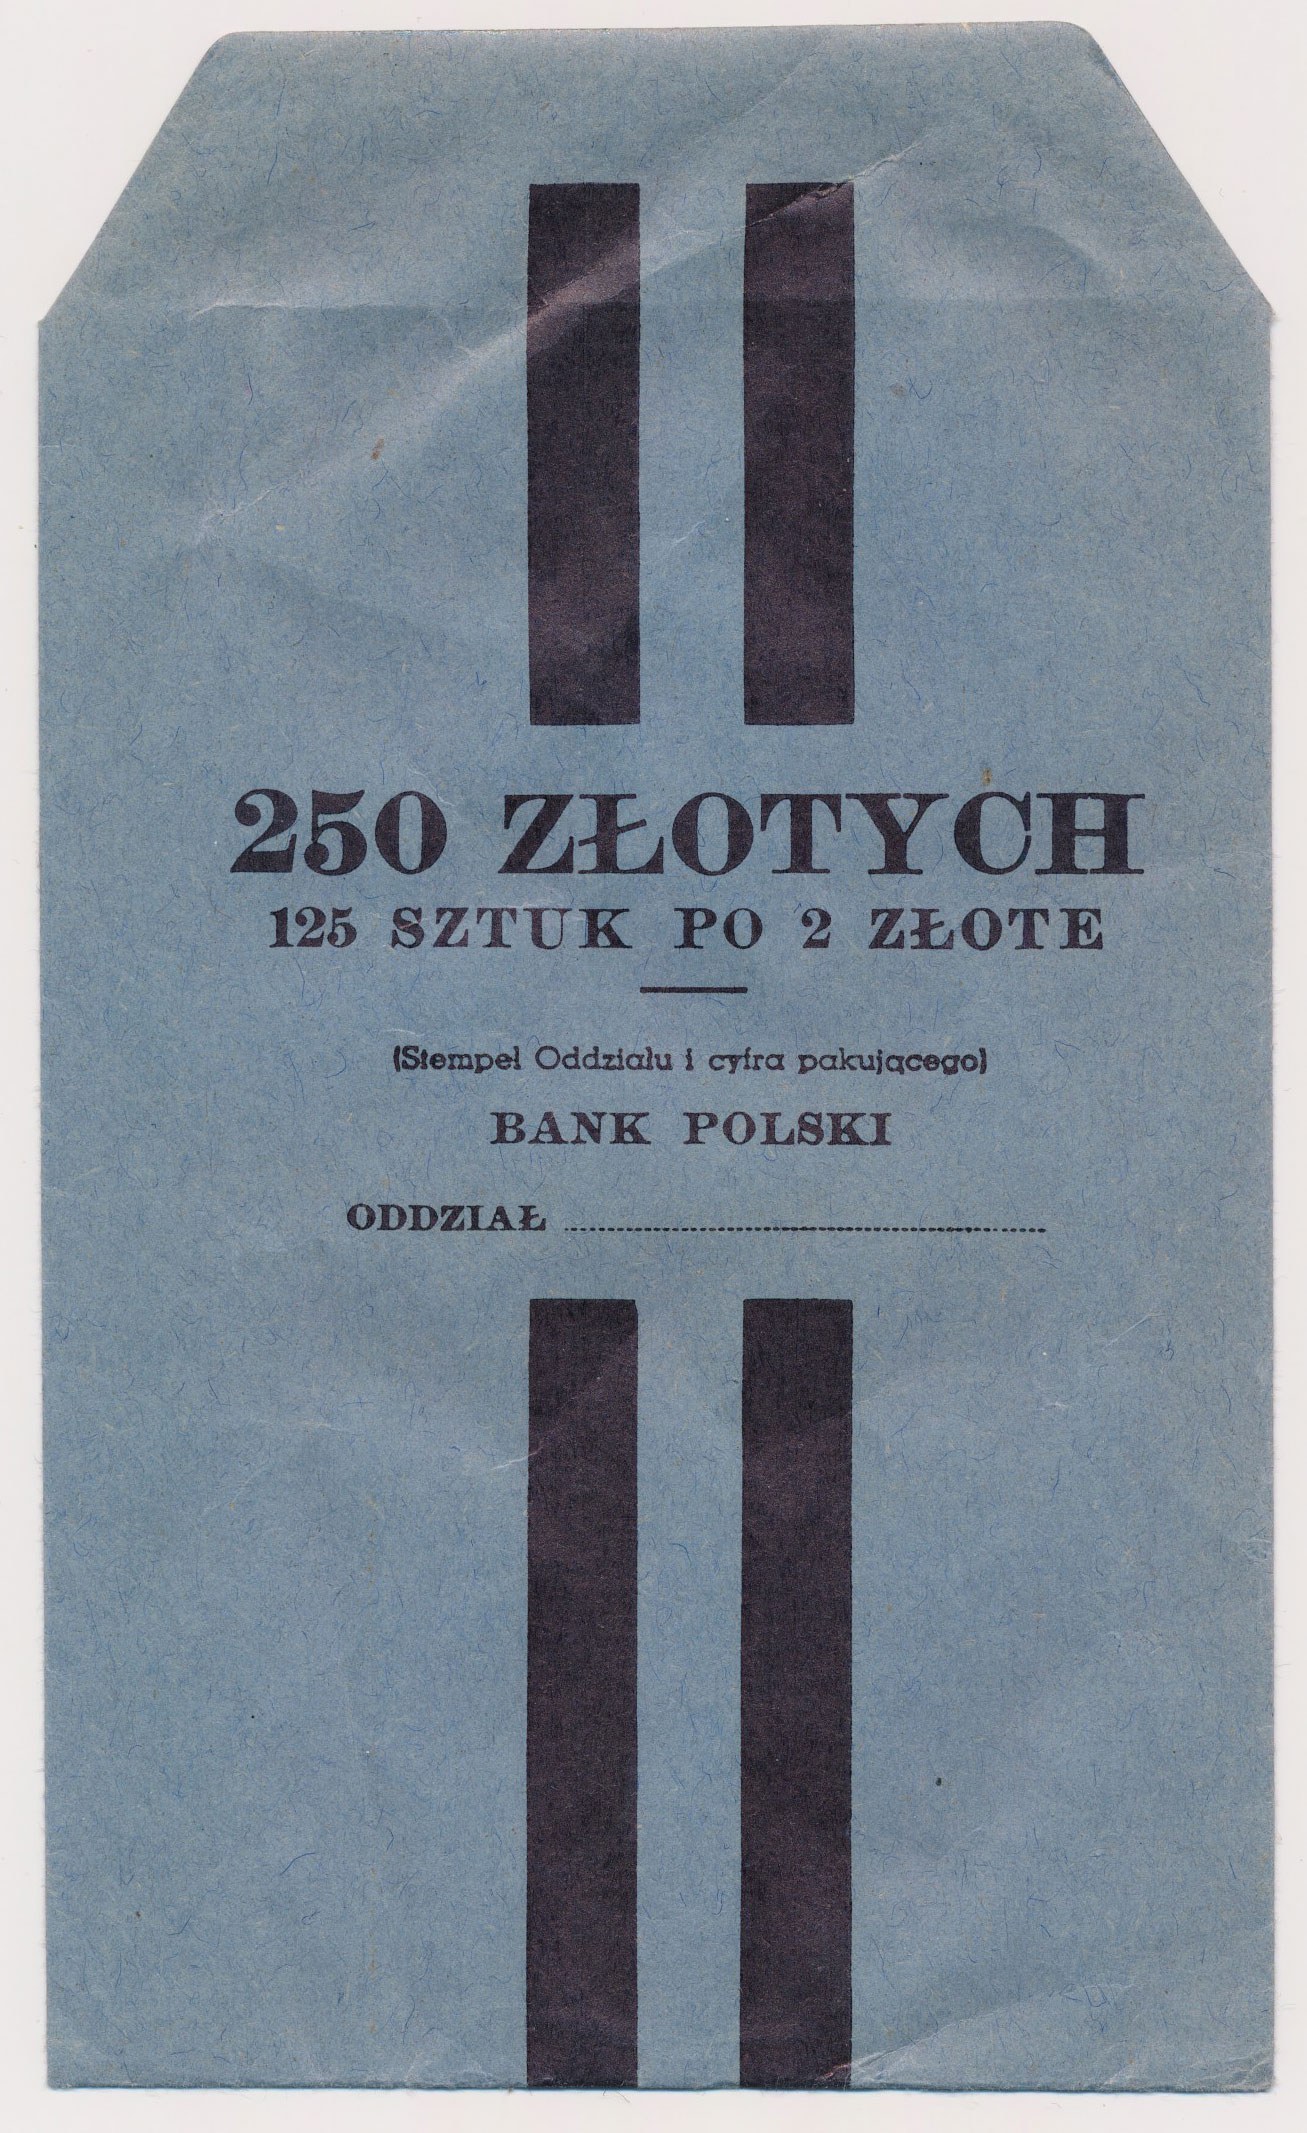 250 ZŁOTYCH
125 SZTUK PO 2 ZŁOTE
(Stempel Oddziału i cyfra pakującego)
BANK POLSKI
ODDZIAŁ ................................